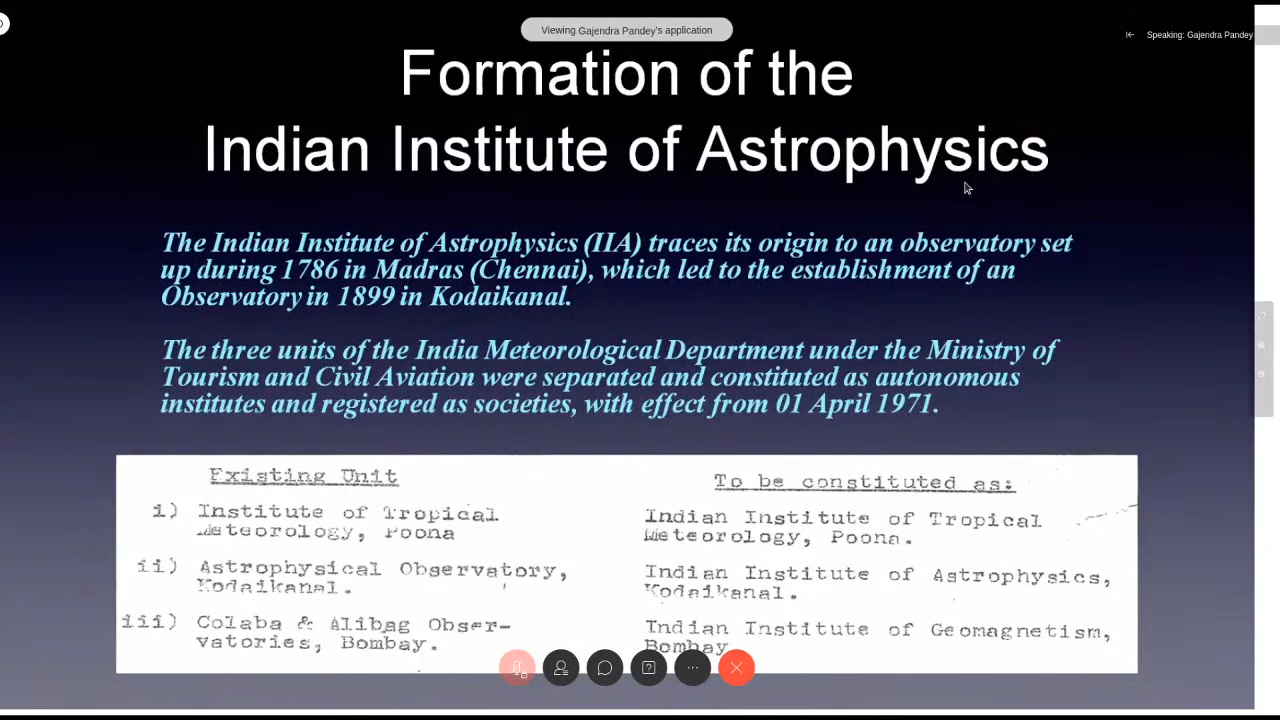 Viewing Gajendra Pandey's application
Speaking: Gajendra Pandey
Formation of the
Indian Institute of Astrophysics
The Indian Institute of Astrophysics (IIA) traces its origin to an observatory set
up during 1786 in Madras (Chennai), which led to the establishment of an
Observatory in 1899 in Kodaikanal.
The three units of the India Meteorological Department under the Ministry of
Tourism and Civil Aviation were separated and constituted as autonomous
institutes and registered as societies, with effect from 01 April 1971.
Existing Unit
To be constituted as:
i) Institute of Tropical
Meteorology, Poona
Indian Institute of Tropical
Meteorology, Poona.
ii) Astrophysical Observatory,
Kodaikanal.
Indian Institute of Astrophysics,
Kodaikanal.
iii) Colaba & Alibag Obser-
vatories, Bombay.
Indian Institute of Geomagnetism,
Bombay